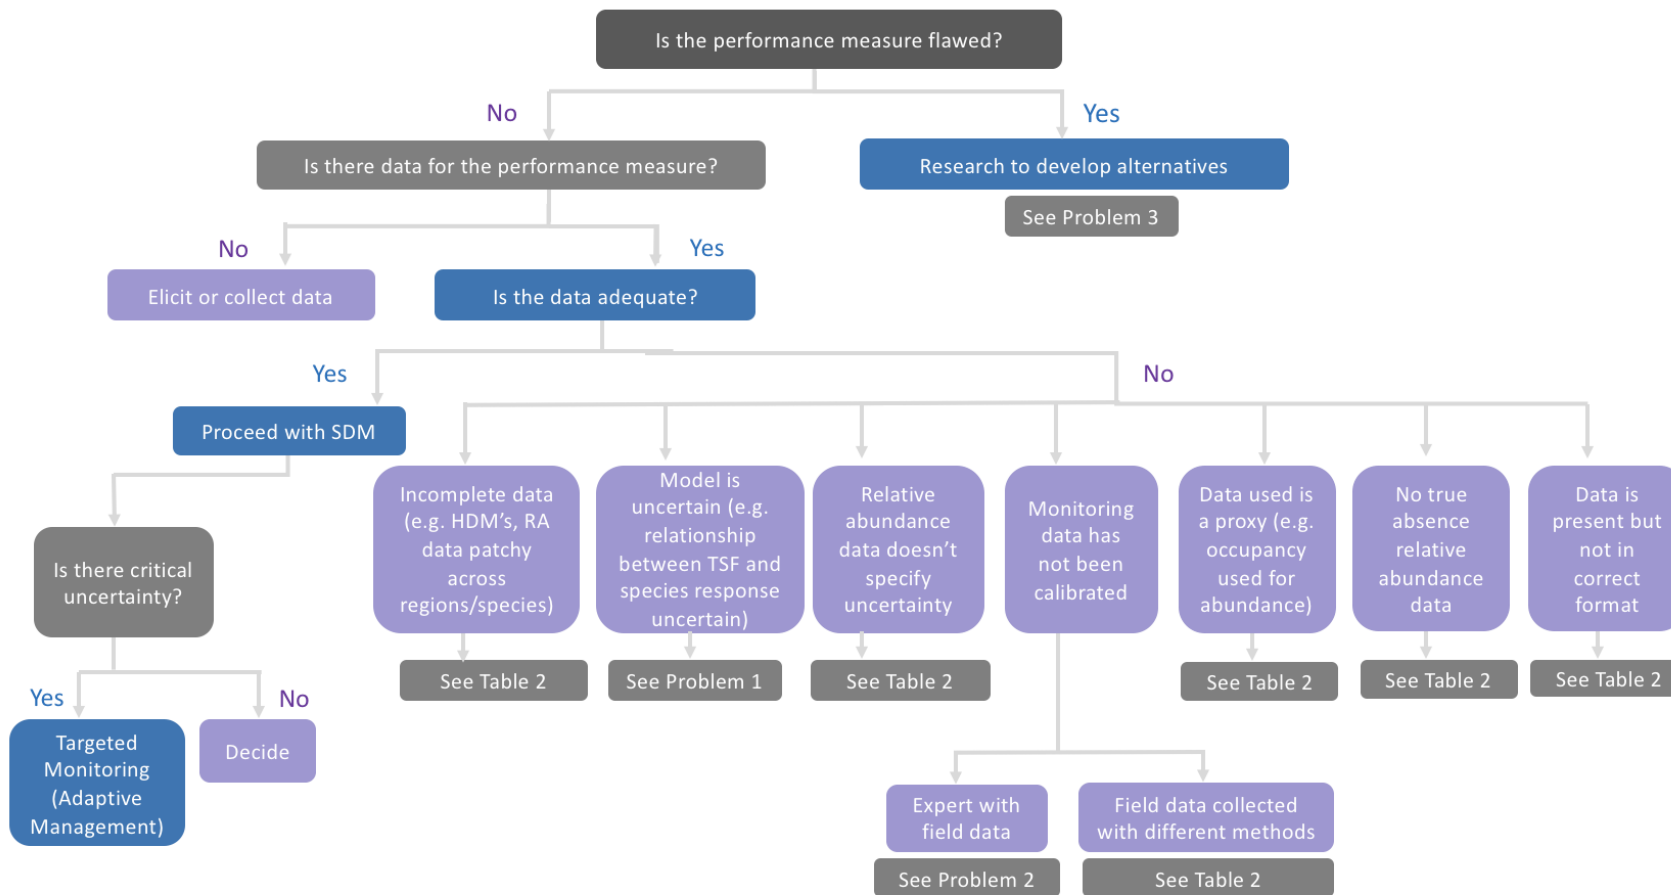 Is the performance measure flawed?
No
Yes
Is there data for the performance measure?
Research to develop alternatives
See Problem 3
No
Yes
Elicit or collect data
Is the data adequate?
Yes
No
Proceed with SDM
Incomplete data
(e.g. HDM's, RA
data patchy
across
regions/species)
Model is
uncertain (e.g.
relationship
between TSF and
species response
uncertain)
Relative
abundance
data doesn't
specify
uncertainty
Monitoring
data has
not been
calibrated
Data used is
a proxy (e.g.
occupancy
used for
abundance)
No true
absence
relative
abundance
data
Data is
present but
not in
correct
format
Is there critical
uncertainty?
See Table 2
See Problem 1
See Table 2
See Table 2
See Table 2
See Table 2
Yes
No
Targeted
Monitoring
(Adaptive
Management)
Decide
Expert with
field data
Field data collected
with different methods
See Problem 2
See Table 2